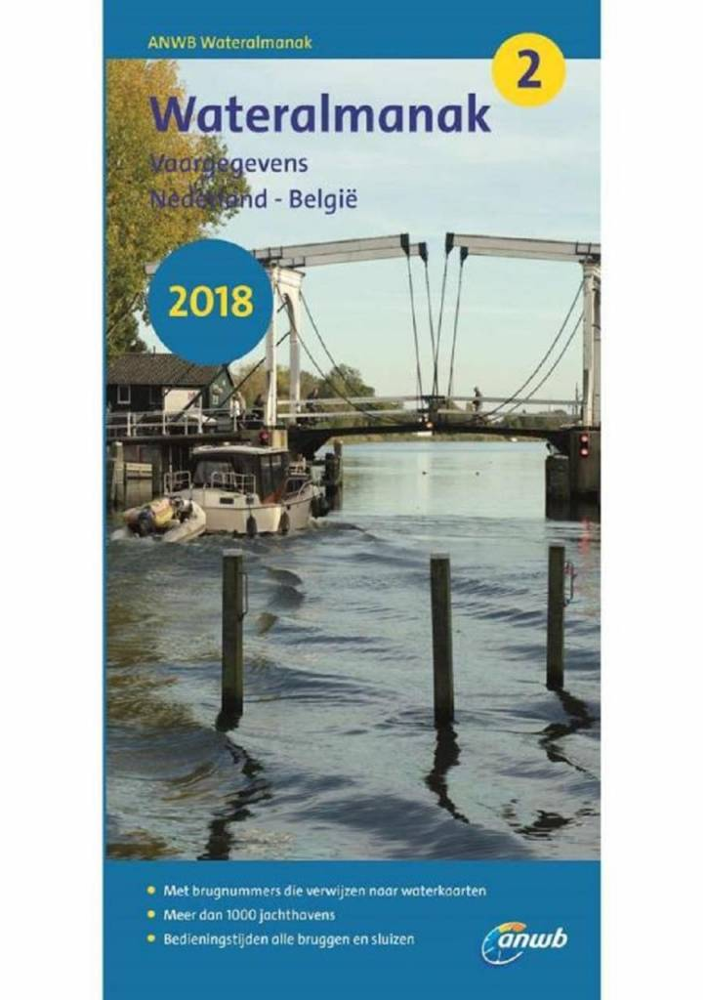 ANWB Wateralmanak
2
Wateralmanak
Vaargegevens
Nederland - België
2018
Met brugnummers die verwijzen naar waterkaarten
Meer dan 1000 jachthavens
Bedieningstijden alle bruggen en sluizen
anwb